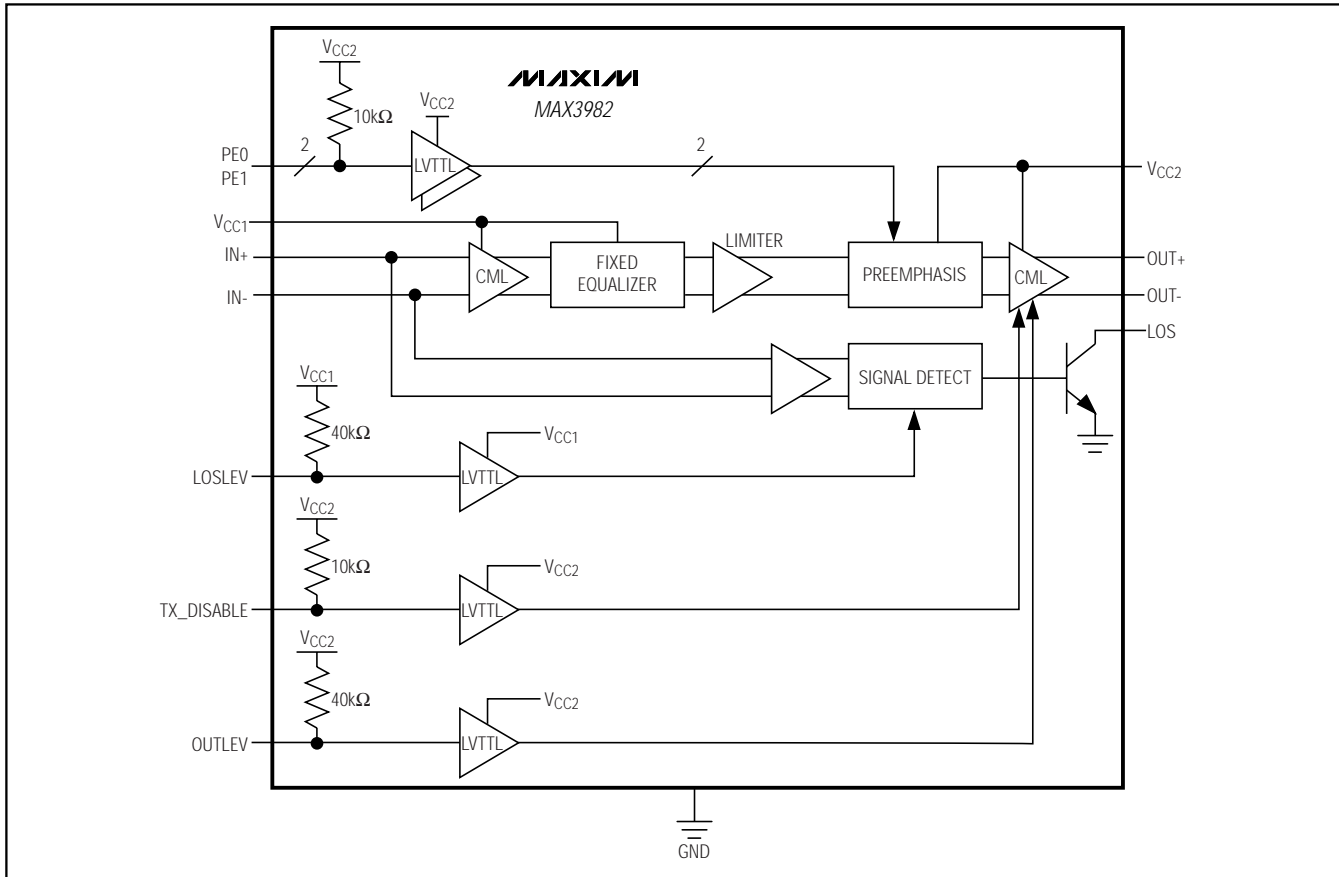 VCC2
10kΩ
MAXIM
MAX3982
VCC2
PE0
PE1
2
LVTTL
2
VCC2
VCC1
IN+
IN-
CML
FIXED
EQUALIZER
LIMITER
PREEMPHASIS
CML
OUT+
OUT-
LOS
SIGNAL DETECT
VCC1
40kΩ
LOSLEV
LVTTL
VCC1
VCC2
10kΩ
TX_DISABLE
LVTTL
VCC2
VCC2
40kΩ
OUTLEV
LVTTL
VCC2
GND